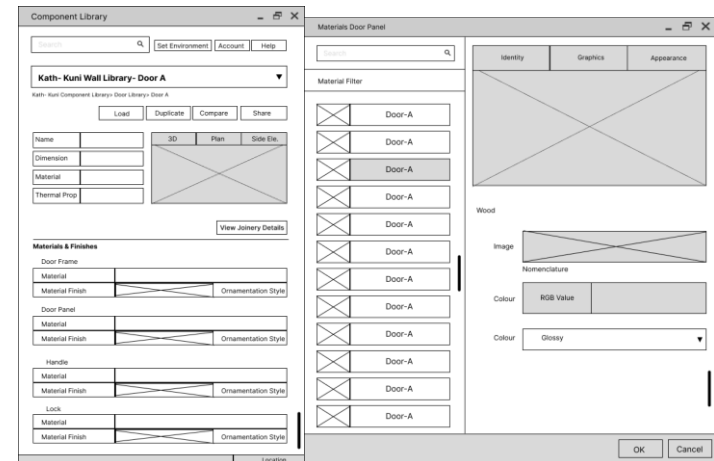 Component Library
Search
Set Environment
Account
Help
Kath- Kuni Wall Library- Door A
Kath- Kuni Component Library> Door Library> Door A
Load
Duplicate
Compare
Share
Name
3D
Plan
Side Ele.
Dimension
Material
Thermal Prop
View Joinery Details
Materials & Finishes
Door Frame
Material
Material Finish
Ornamentation Style
Door Panel
Material
Material Finish
Ornamentation Style
Handle
Material
Material Finish
Ornamentation Style
Lock
Material
Material Finish
Ornamentation Style
Location
Materials Door Panel
Search
Material Filter
Door-A
Door-A
Door-A
Door-A
Door-A
Door-A
Door-A
Door-A
Door-A
Door-A
Door-A
Door-A
Identity
Graphics
Appearance
Wood
Image
Nomenclature
Colour
RGB Value
Colour
Glossy
OK
Cancel